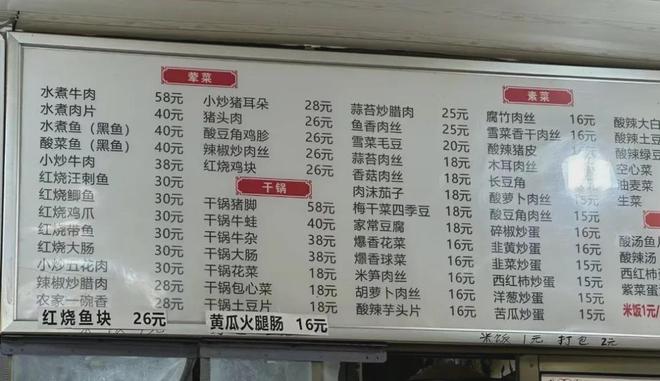 荤菜
水煮牛肉 58元
水煮肉片 40元
水煮鱼（黑鱼） 40元
酸菜鱼（黑鱼） 40元
小炒牛肉 38元
红烧汪刺鱼 30元
红烧鲫鱼 30元
红烧鸡爪 30元
红烧带鱼 30元
红烧大肠 30元
小炒五花肉 30元
辣椒炒腊肉 28元
农家一碗香 28元
红烧鱼块 26元
小炒猪耳朵 28元
猪头肉 26元
酸豆角鸡胗 26元
辣椒炒肉丝 26元
红烧鸡块 26元
干锅
干锅猪脚 58元
干锅牛蛙 40元
干锅牛杂 38元
干锅大肠 38元
干锅花菜 18元
干锅包心菜 18元
干锅土豆片 18元
黄瓜火腿肠 16元
蒜苔炒腊肉 25元
鱼香肉丝 25元
雪菜毛豆 20元
蒜苔肉丝 18元
香菇肉丝 18元
肉沫茄子 18元
梅干菜四季豆 18元
家常豆腐 18元
爆香花菜 16元
爆香球菜 16元
米笋肉丝 16元
胡萝卜肉丝 16元
酸辣芋头片 16元
素菜
腐竹肉丝 16元
雪菜香干肉丝 16元
酸辣猪皮
木耳肉丝
长豆角
酸萝卜肉丝 15元
酸豆角肉丝 15元
碎椒炒蛋 16元
韭黄炒蛋 16元
韭菜炒蛋 15元
西红柿炒蛋 15元
洋葱炒蛋 15元
苦瓜炒蛋 15元
酸辣大白
酸辣土豆
酸辣绿豆
空心菜
油麦菜
生菜
酸汤鱼
酸汤
西红柿
紫菜蛋
米饭1元/
米饭 1元 打包 2元